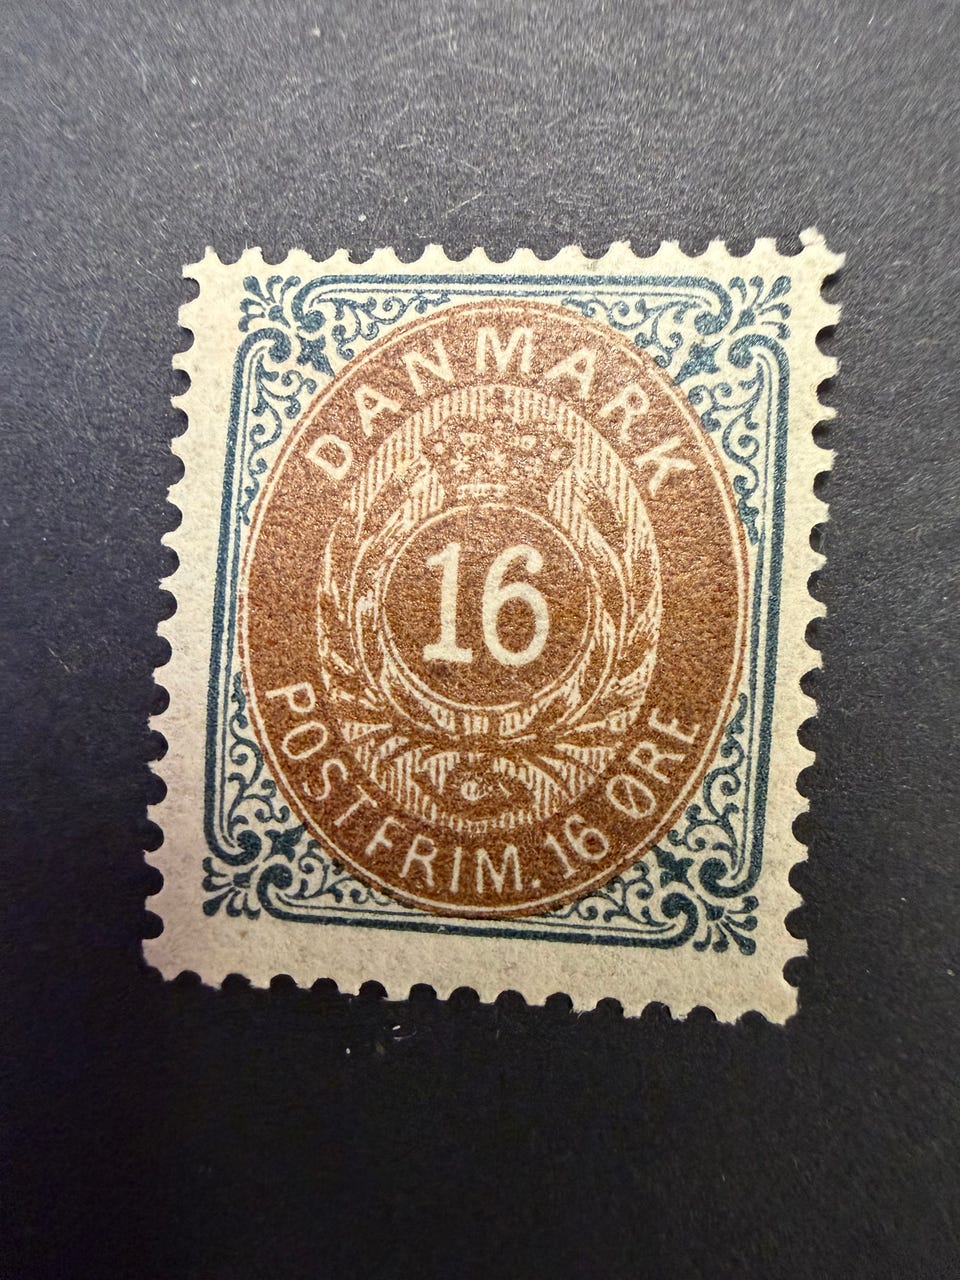 DANMARK
16
POSTFRIM. 16 ØRE